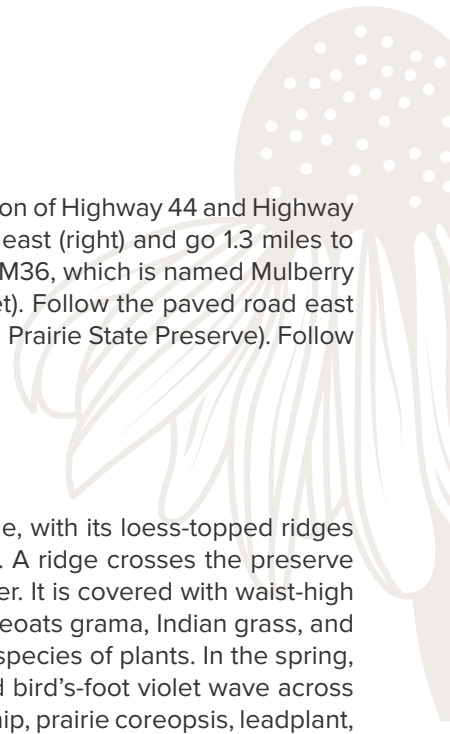 on of Highway 44 and Highway
east (right) and go 1.3 miles to
M36, which is named Mulberry
et). Follow the paved road east
Prairie State Preserve). Follow
e, with its loess-topped ridges
. A ridge crosses the preserve
er. It is covered with waist-high
eoats grama, Indian grass, and
species of plants. In the spring,
d bird’s-foot violet wave across
ip, prairie coreopsis, leadplant,